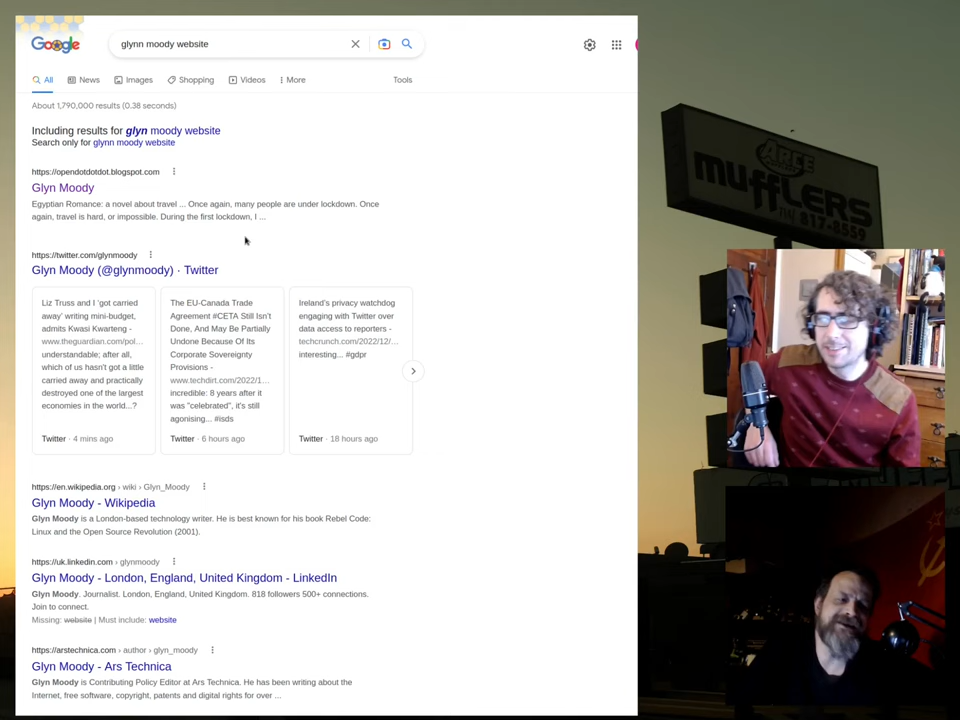 Google
glynn moody website
All
News
Images
Shopping
Videos
More
Tools
About 1,790,000 results (0.38 seconds)
Including results for glyn moody website
Search only for glynn moody website
https://opendotdotdot.blogspot.com
Glyn Moody
Egyptian Romance: a novel about travel ... Once again, many people are under lockdown. Once
again, travel is hard, or impossible. During the first lockdown, I ...
https://twitter.com/glynmoody
Glyn Moody (@glynmoody) · Twitter
Liz Truss and I 'got carried
away' writing mini-budget,
admits Kwasi Kwarteng -
www.theguardian.com/pol...
understandable; after all,
which of us hasn't got a little
carried away and practically
destroyed one of the largest
economies in the world...?
Twitter · 4 mins ago
The EU-Canada Trade
Agreement #CETA Still Isn't
Done, And May Be Partially
Undone Because Of Its
Corporate Sovereignty
Provisions -
www.techdirt.com/2022/1...
incredible: 8 years after it
was "celebrated", it's still
agonising... #isds
Twitter · 6 hours ago
Ireland's privacy watchdog
engaging with Twitter over
data access to reporters -
techcrunch.com/2022/12/...
interesting... #gdpr
Twitter · 18 hours ago
https://en.wikipedia.org › wiki › Glyn_Moody
Glyn Moody - Wikipedia
Glyn Moody is a London-based technology writer. He is best known for his book Rebel Code:
Linux and the Open Source Revolution (2001).
https://uk.linkedin.com › glynmoody
Glyn Moody - London, England, United Kingdom - LinkedIn
Glyn Moody. Journalist. London, England, United Kingdom. 818 followers 500+ connections.
Join to connect.
Missing: website | Must include: website
https://arstechnica.com › author › glyn_moody
Glyn Moody - Ars Technica
Glyn Moody is Contributing Policy Editor at Ars Technica. He has been writing about the
Internet, free software, copyright, patents and digital rights for over ...
ARCE
muffLERS
817-8559